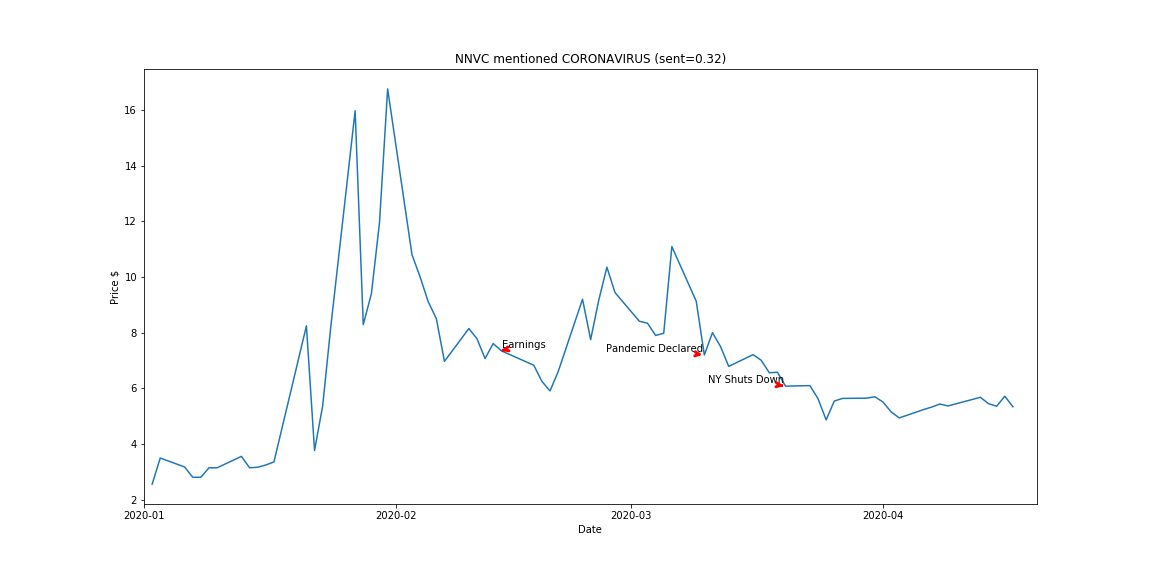 NNVC mentioned CORONAVIRUS (sent=0.32)
Price $
16
14
12
10
8
6
4
2
Earnings
Pandemic Declared
NY Shuts Down
2020-01
2020-02
2020-03
2020-04
Date